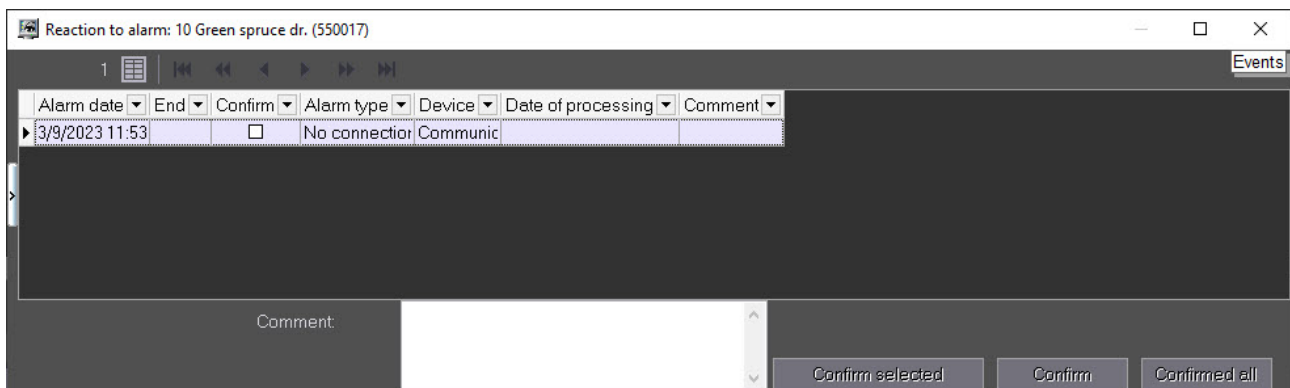 Reaction to alarm: 10 Green spruce dr. (550017)
1
Events
Alarm date End Confirm Alarm type Device Date of processing Comment
3/9/2023 11:53 No connection Communic
Comment:
Confirm selected Confirm Confirmed all